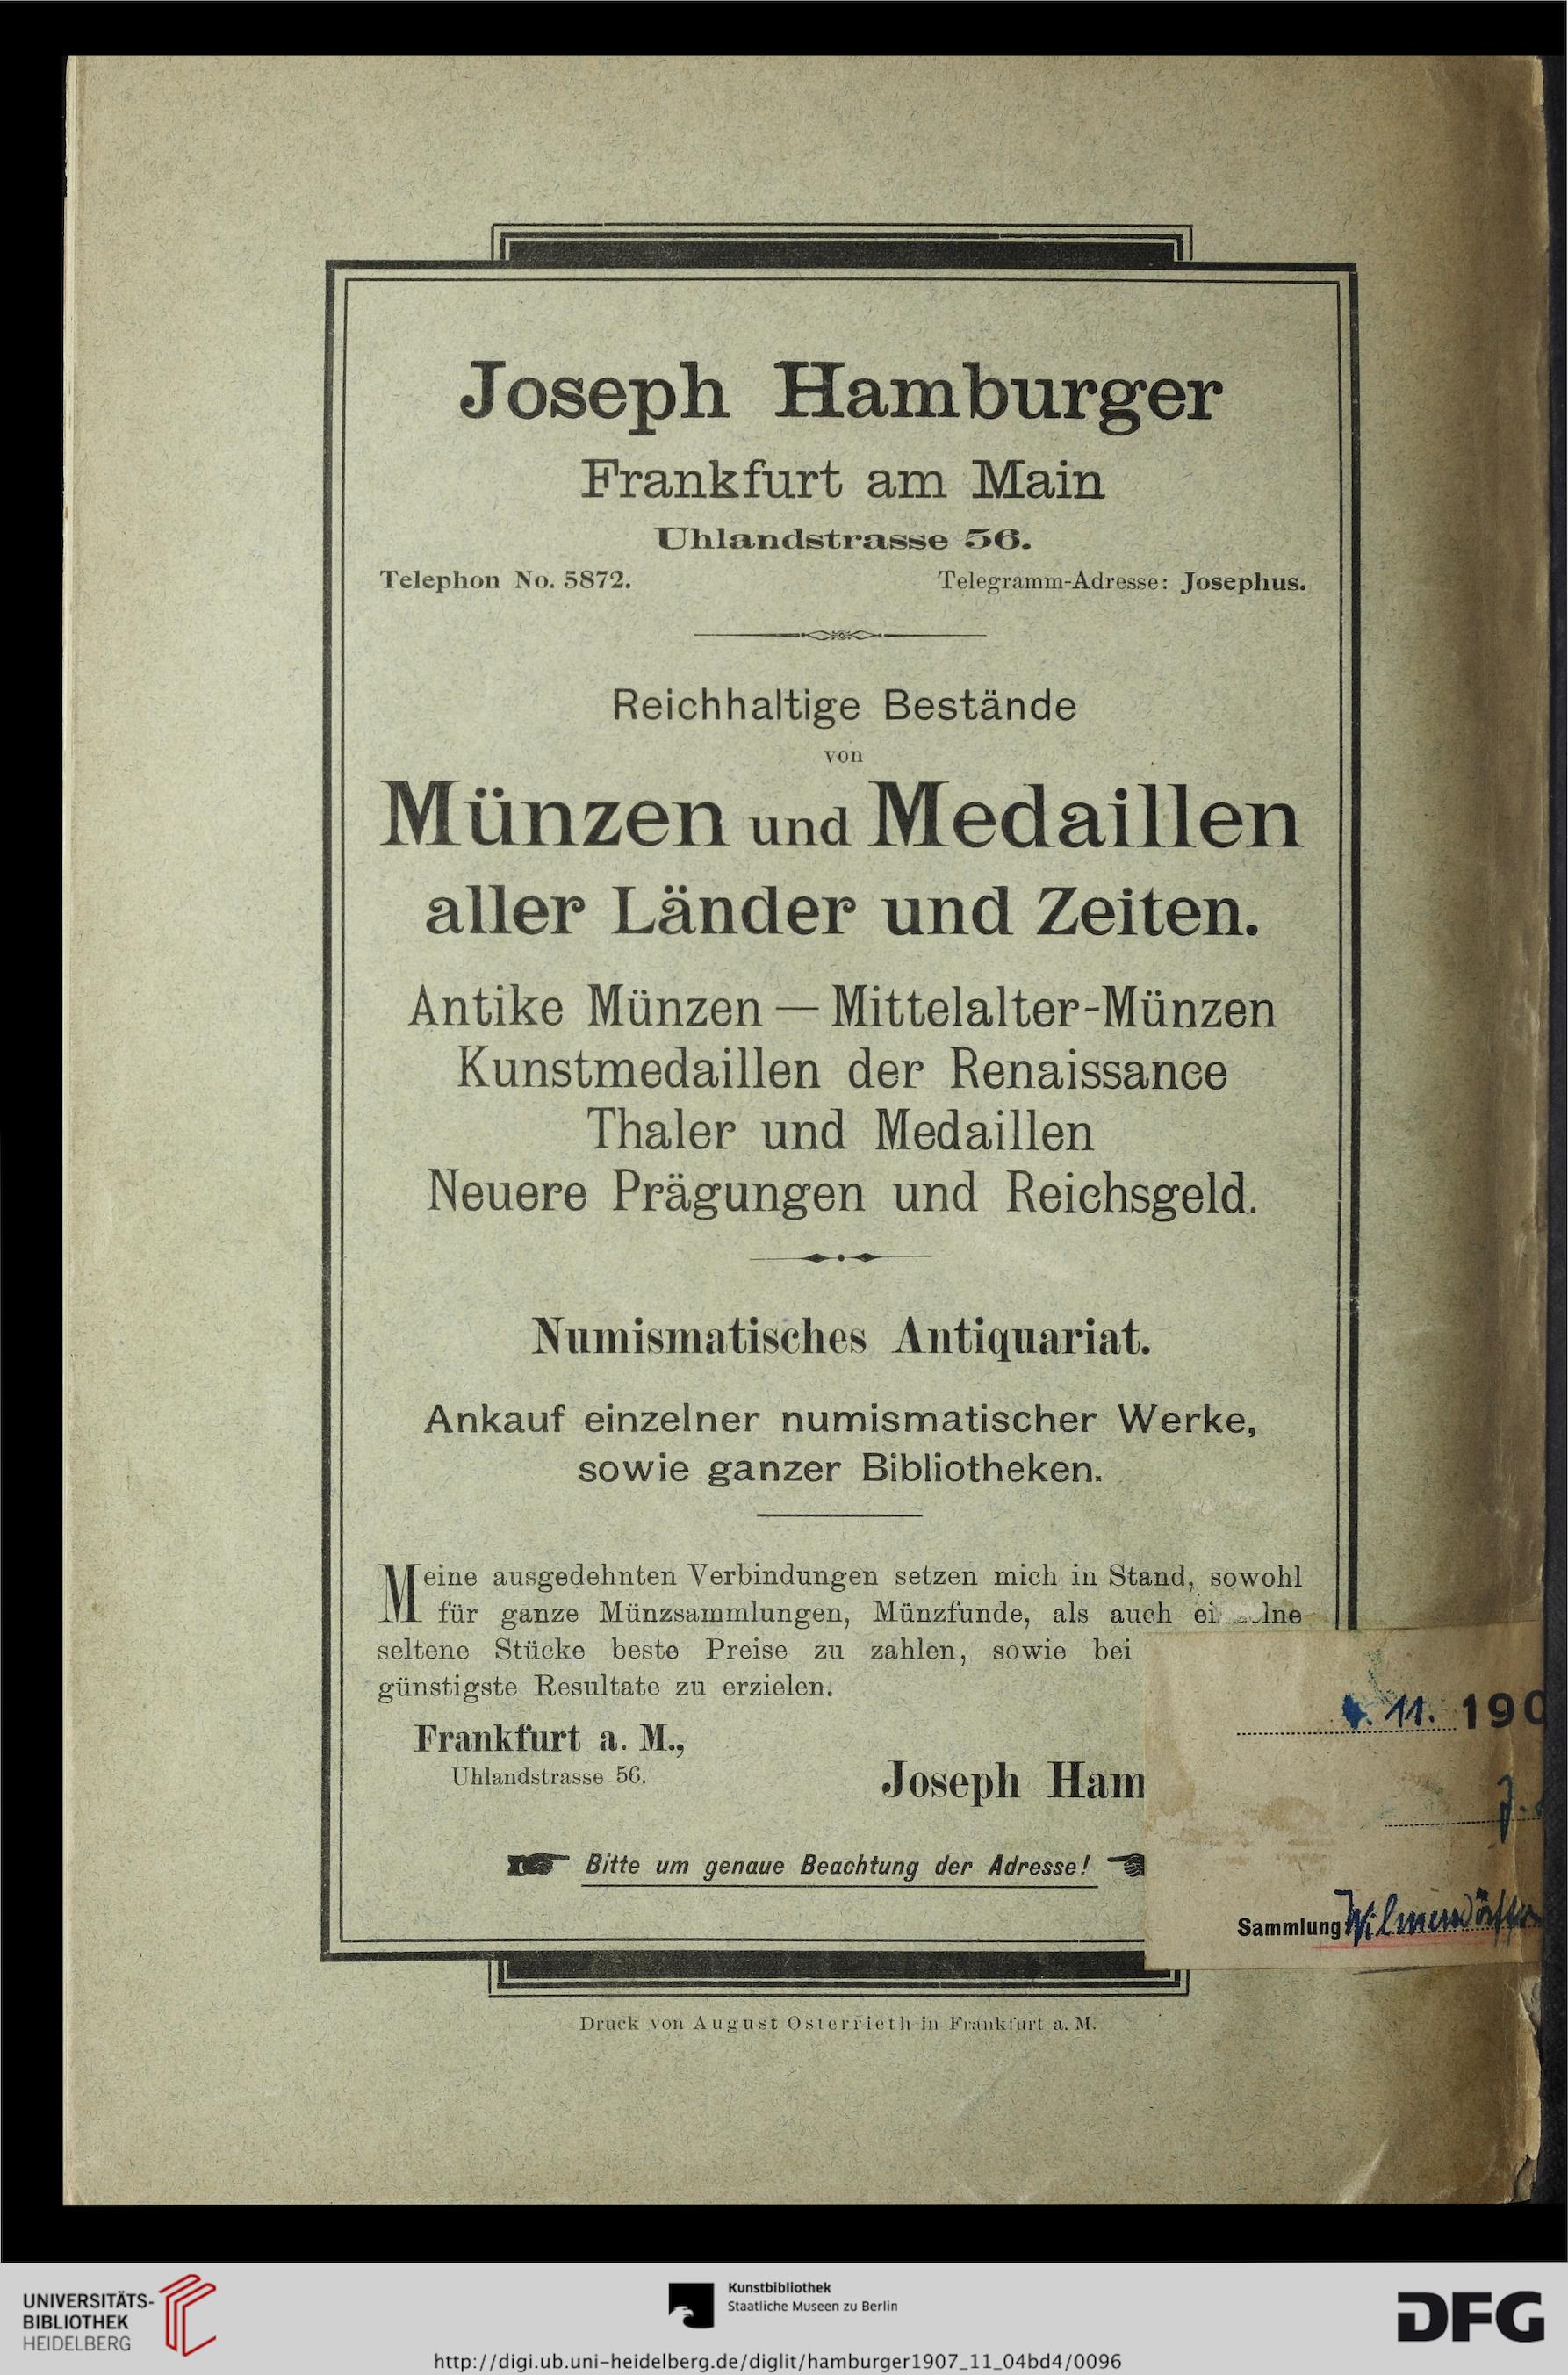 Joseph Hamburger
Frankfurt am Main
Uhlandstrasse 56.
Telephon No. 5872. Telegramm-Adresse: Josephus.
Reichhaltige Bestände
von
Münzen und Medaillen
aller Länder und Zeiten.
Antike Münzen — Mittelalter-Münzen
Kunstmedaillen der Renaissance
Thaler und Medaillen
Neuere Prägungen und Reichsgeld.
Numismatisches Antiquariat.
Ankauf einzelner numismatischer Werke,
sowie ganzer Bibliotheken.
Meine ausgedehnten Verbindungen setzen mich in Stand, sowohl
für ganze Münzsammlungen, Münzfunde, als auch
seltene Stücke beste Preise zu zahlen, sowie bei
günstigste Resultate zu erzielen.
Frankfurt a. M.,
Uhlandstrasse 56.
Joseph Ham
Bitte um genaue Beachtung der Adresse!
11. 190
Sammlung
Druck von August Osterrieth in Frankfurt a. M.
UNIVERSITÄTS-
BIBLIOTHEK
HEIDELBERG
Kunstbibliothek
Staatliche Museen zu Berlin
DFG
http://digi.ub.uni-heidelberg.de/diglit/hamburger1907_11_04bd4/0096